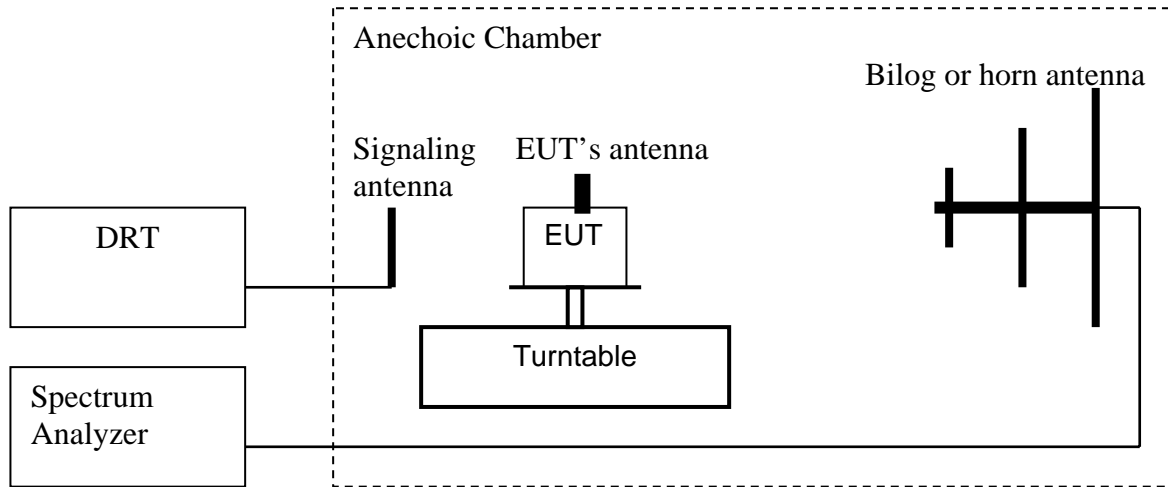 Anechoic Chamber
Bilog or horn antenna
Signaling
antenna
EUT’s antenna
DRT
EUT
Turntable
Spectrum
Analyzer